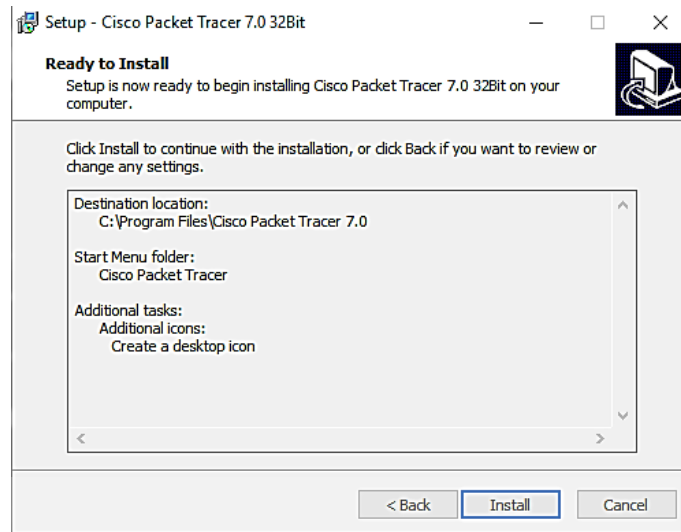 Setup - Cisco Packet Tracer 7.0 32Bit
Ready to Install
Setup is now ready to begin installing Cisco Packet Tracer 7.0 32Bit on your
computer.
Click Install to continue with the installation, or click Back if you want to review or
change any settings.
Destination location:
C:\Program Files\Cisco Packet Tracer 7.0
Start Menu folder:
Cisco Packet Tracer
Additional tasks:
Additional icons:
Create a desktop icon
< Back Install Cancel